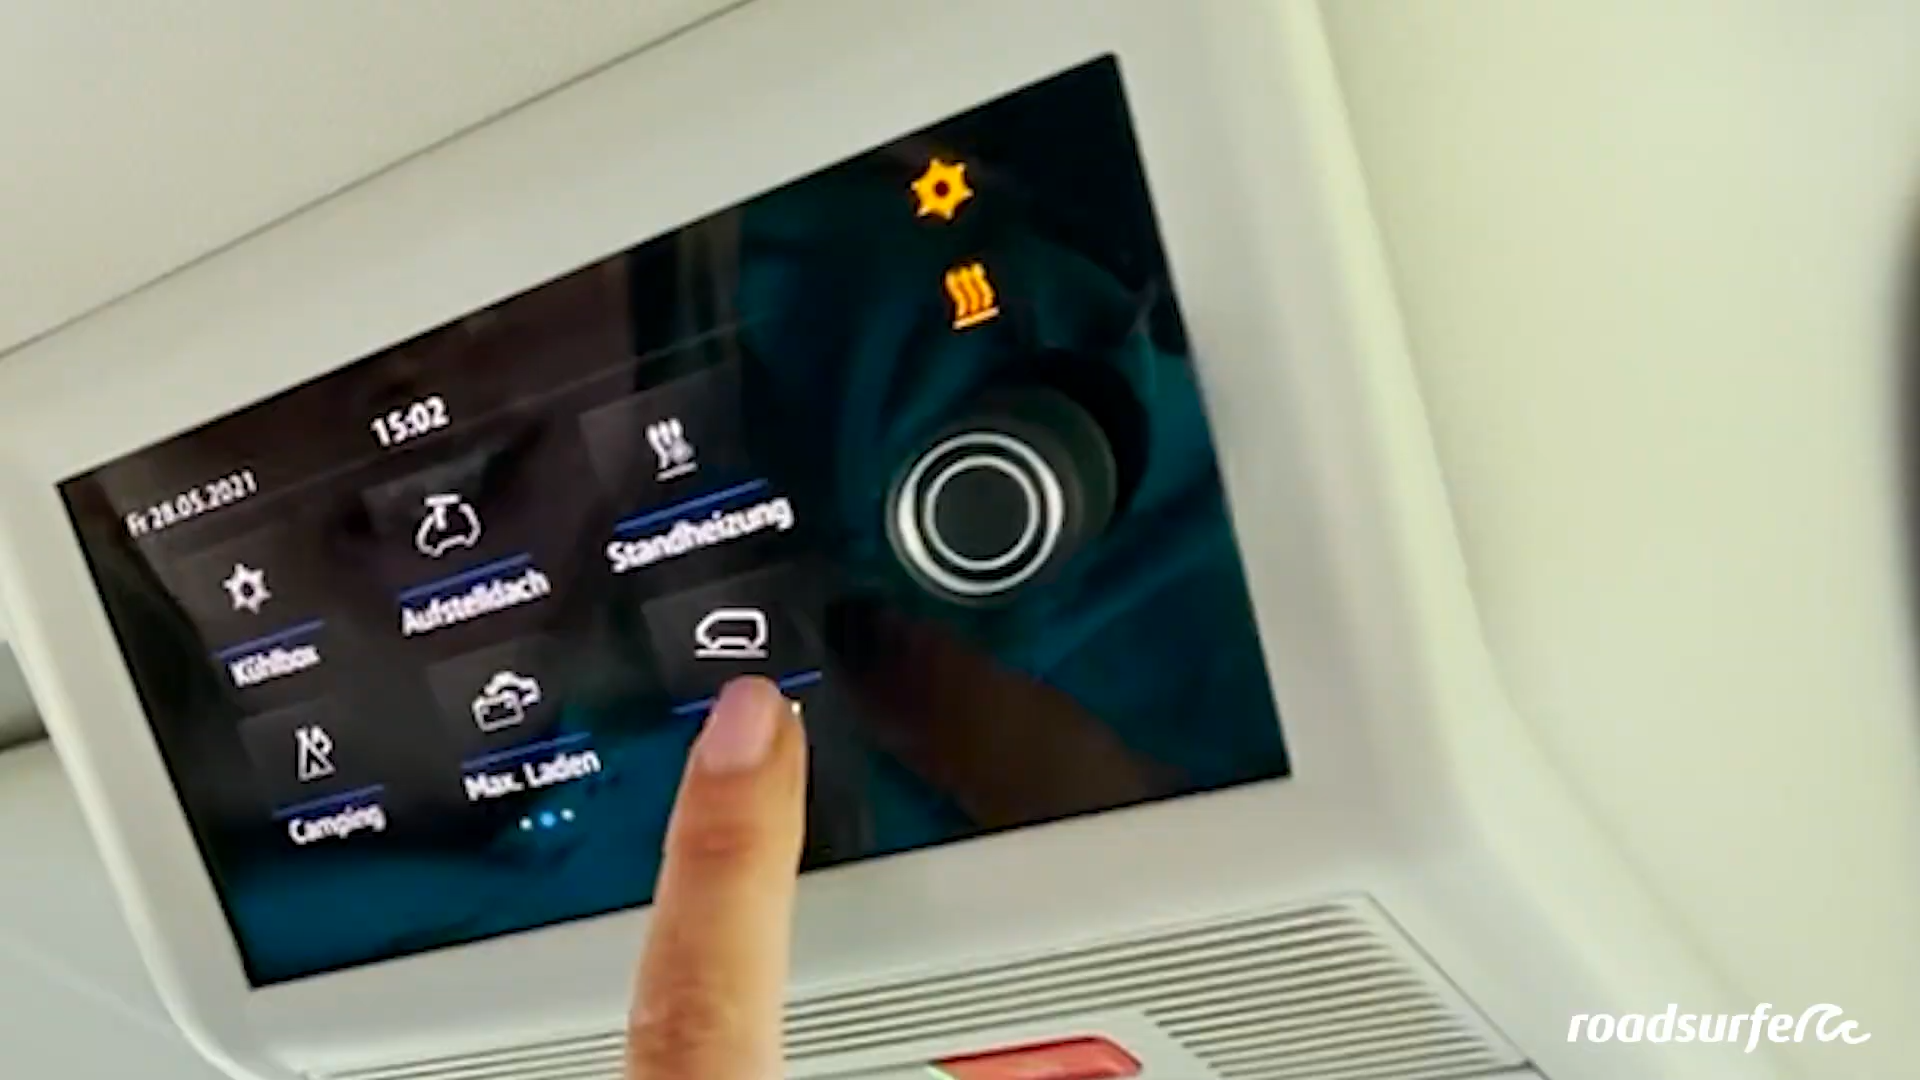 15:02
Fr 28.05.2021
Kühlbox
Aufstelldach
Standheizung
Camping
Max. Laden
roadsurfer